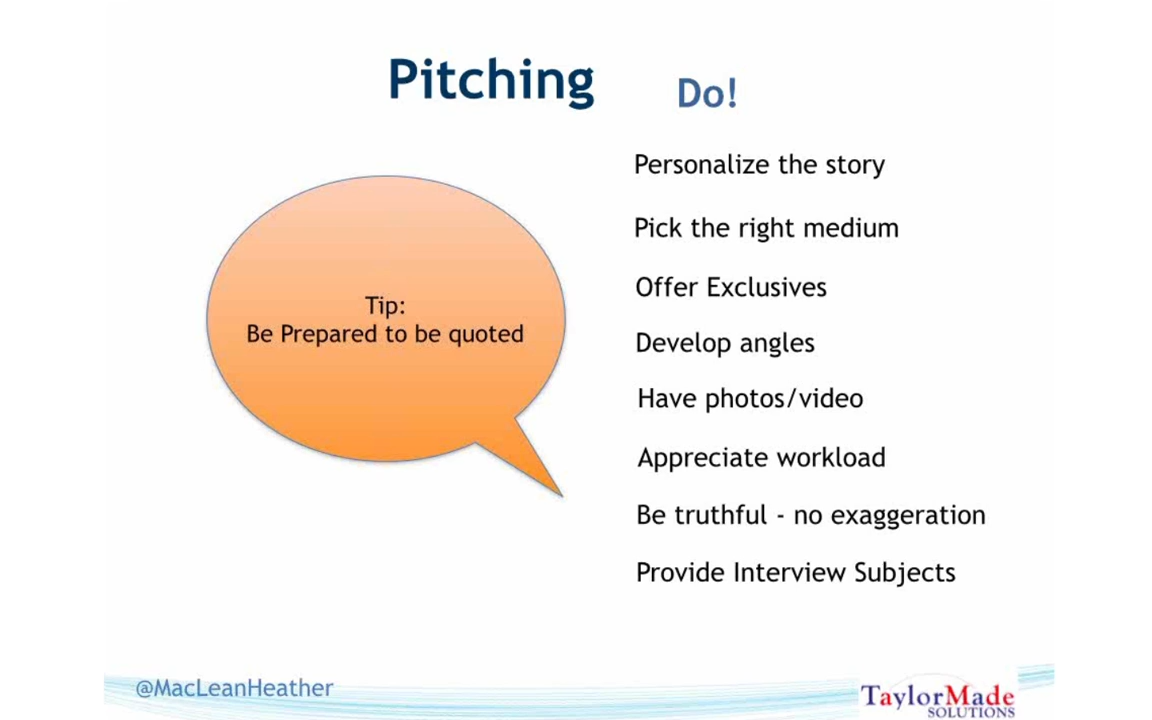 Pitching
Do!
Tip:
Be Prepared to be quoted
Personalize the story
Pick the right medium
Offer Exclusives
Develop angles
Have photos/video
Appreciate workload
Be truthful - no exaggeration
Provide Interview Subjects
@MacLeanHeather
TaylorMade
SOLUTIONS